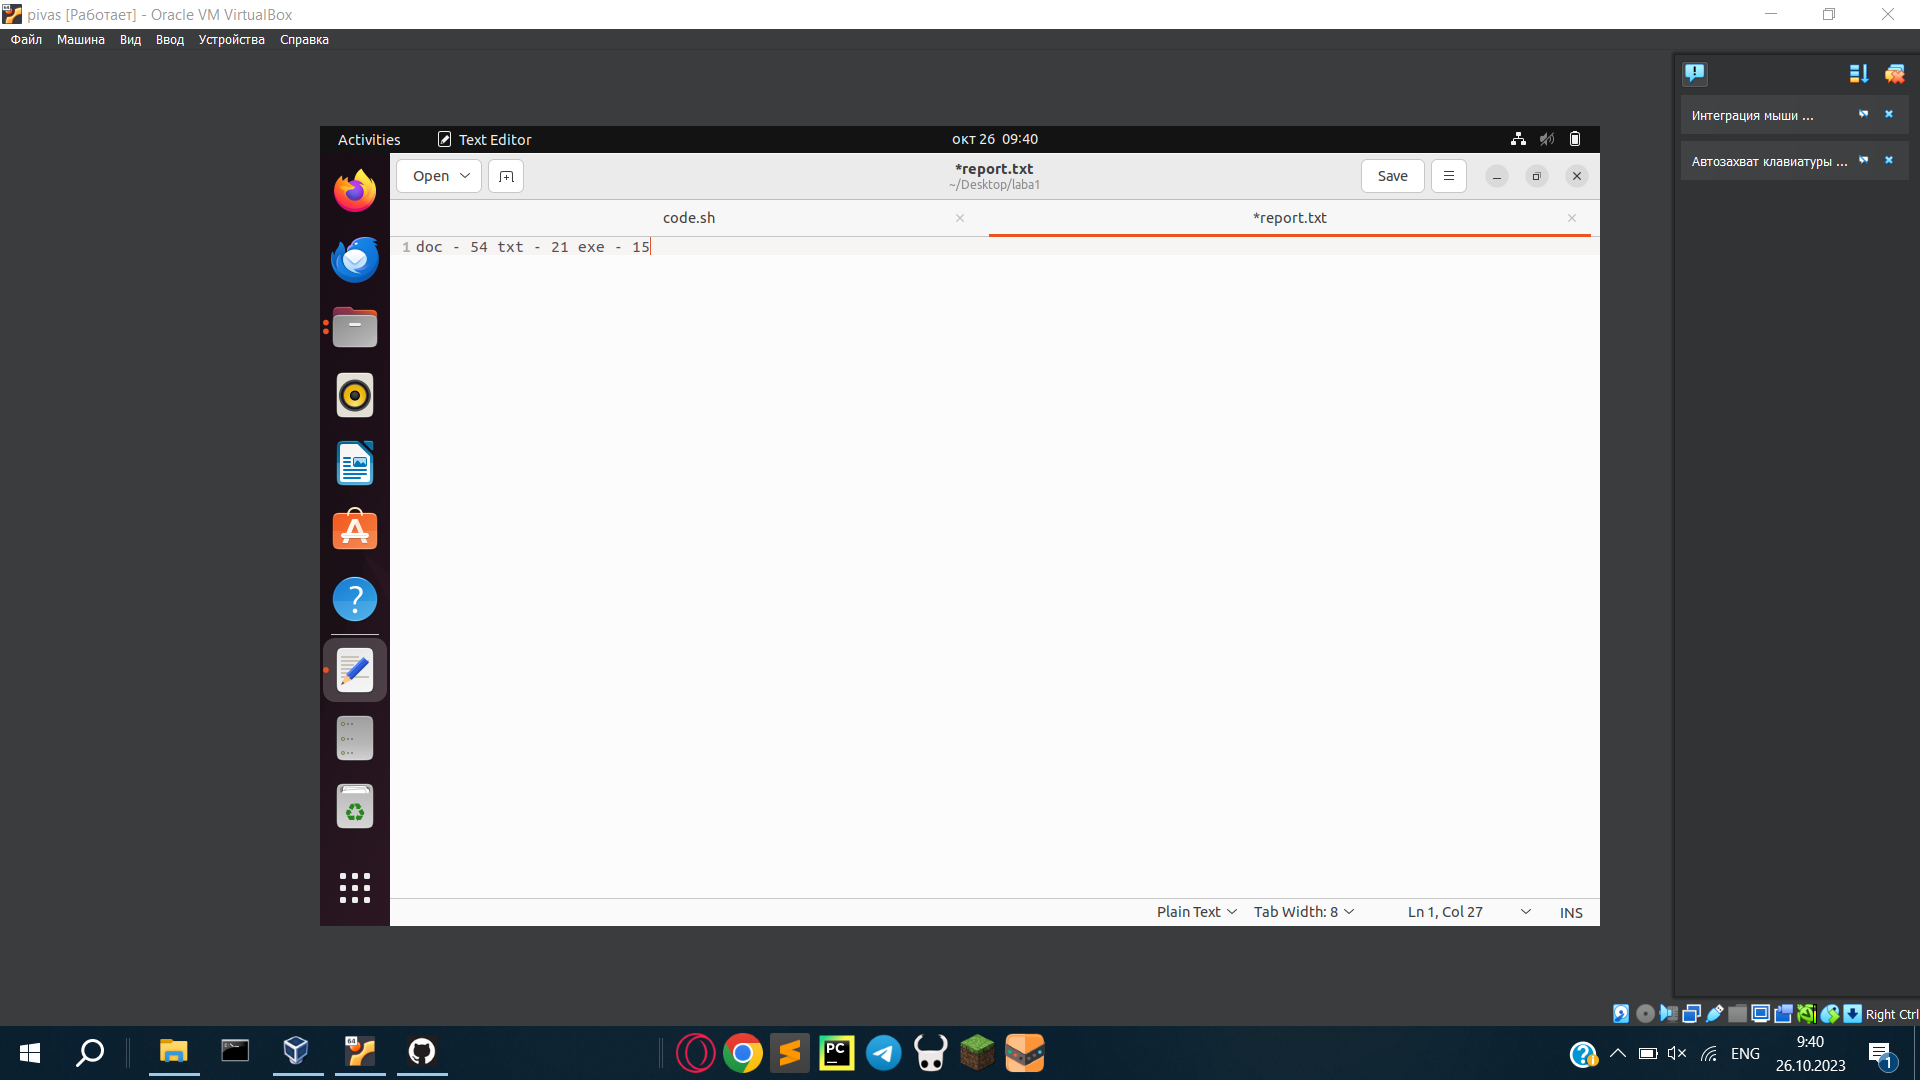 pivas [Работает] - Oracle VM VirtualBox
Файл Машина Вид Ввод Устройства Справка
Интеграция мыши ...
Автозахват клавиатуры ...
Activities Text Editor окт 26 09:40
Open *report.txt Save
~/Desktop/laba1
code.sh *report.txt
1 doc - 54 txt - 21 exe - 15
Plain Text Tab Width: 8 Ln 1, Col 27 INS
Right Ctrl
64 PC ENG 9:40
26.10.2023 1